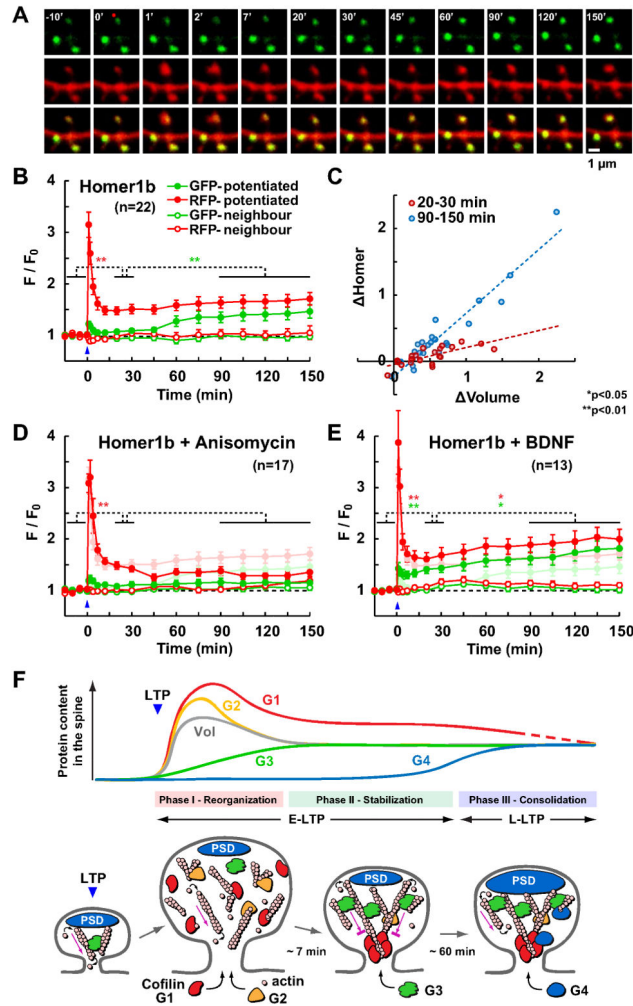 A
-10' 0' 1' 2' 7' 20' 30' 45' 60' 90' 120' 150'
1 µm
B
Homer1b
(n=22)
GFP-potentiated
RFP-potentiated
GFP-neighbour
RFP-neighbour
F / F0
4
3
2
1
**
**
0 30 60 90 120 150
Time (min)
C
20-30 min
90-150 min
ΔHomer
2
1
0
0 1 2
ΔVolume
*p<0.05
**p<0.01
D
Homer1b + Anisomycin
(n=17)
F / F0
4
3
2
1
**
0 30 60 90 120 150
Time (min)
E
Homer1b + BDNF
(n=13)
F / F0
4
3
2
1
**
**
*
*
0 30 60 90 120 150
Time (min)
F
Protein content
in the spine
LTP
G1
G2
Vol
G3
G4
Phase I - Reorganization Phase II - Stabilization Phase III - Consolidation
E-LTP L-LTP
LTP
PSD PSD PSD PSD
~ 7 min ~ 60 min
Cofilin
G1
actin
G2
G3
G4